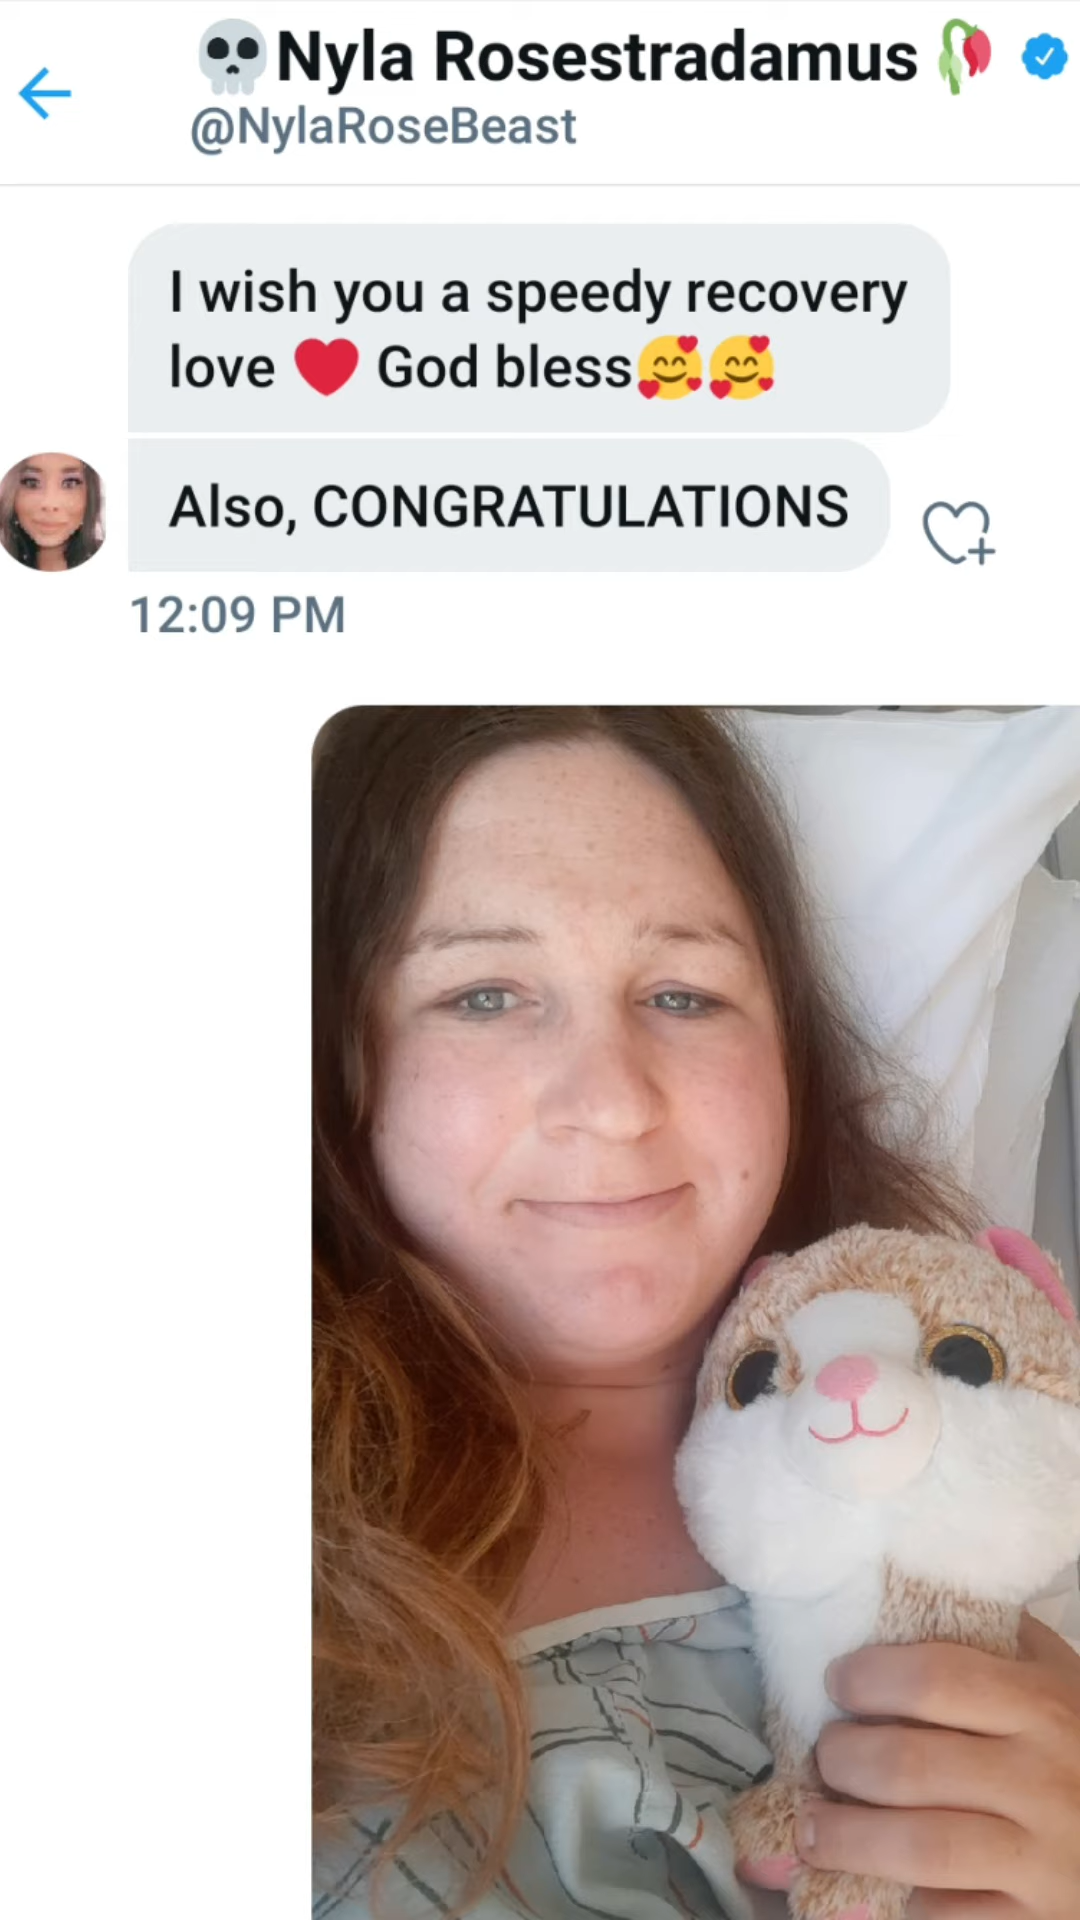 💀Nyla Rosestradamus🥀
@NylaRoseBeast
I wish you a speedy recovery
love ❤️ God bless🥰🥰
Also, CONGRATULATIONS
12:09 PM